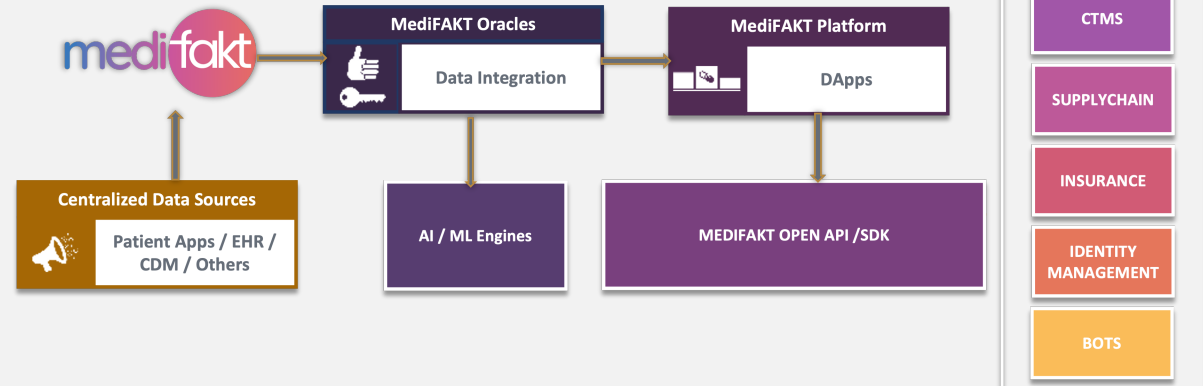 medifakt
MediFAKT Oracles
Data Integration
MediFAKT Platform
DApps
Centralized Data Sources
Patient Apps / EHR /
CDM / Others
AI / ML Engines
MEDIFAKT OPEN API /SDK
CTMS
SUPPLYCHAIN
INSURANCE
IDENTITY
MANAGEMENT
BOTS